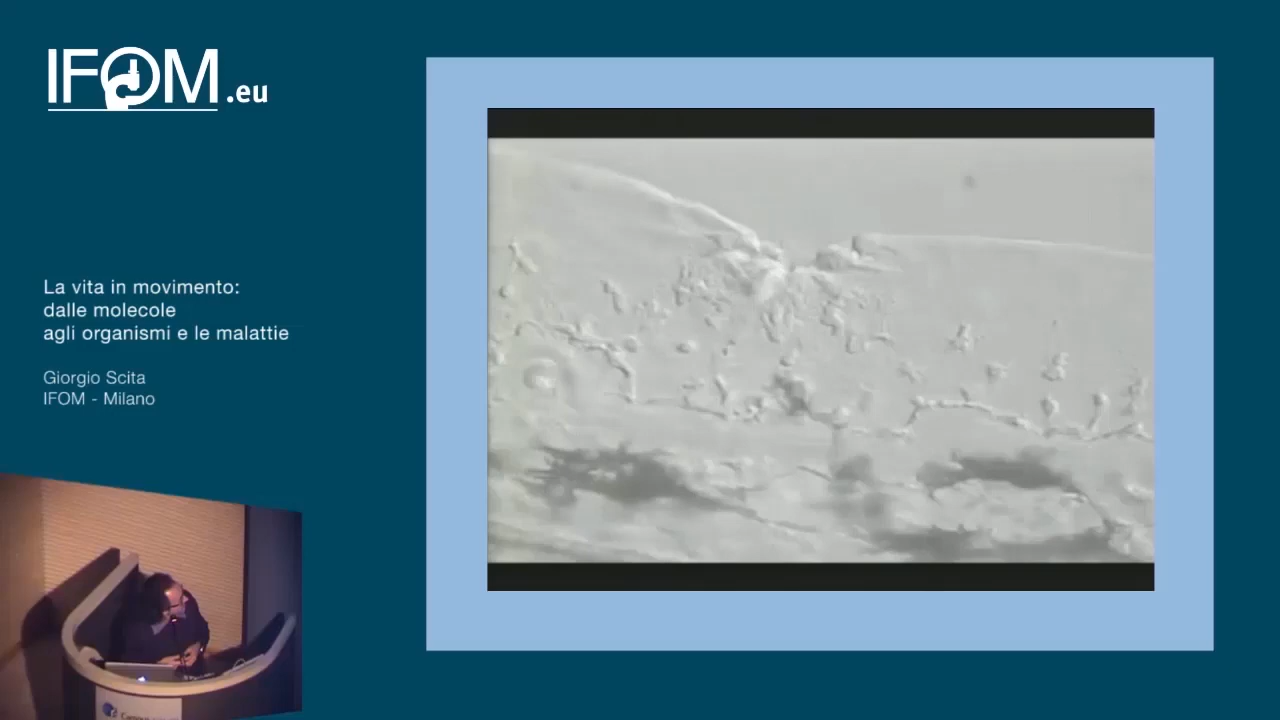 IFOM.eu
La vita in movimento:
dalle molecole
agli organismi e le malattie
Giorgio Scita
IFOM - Milano